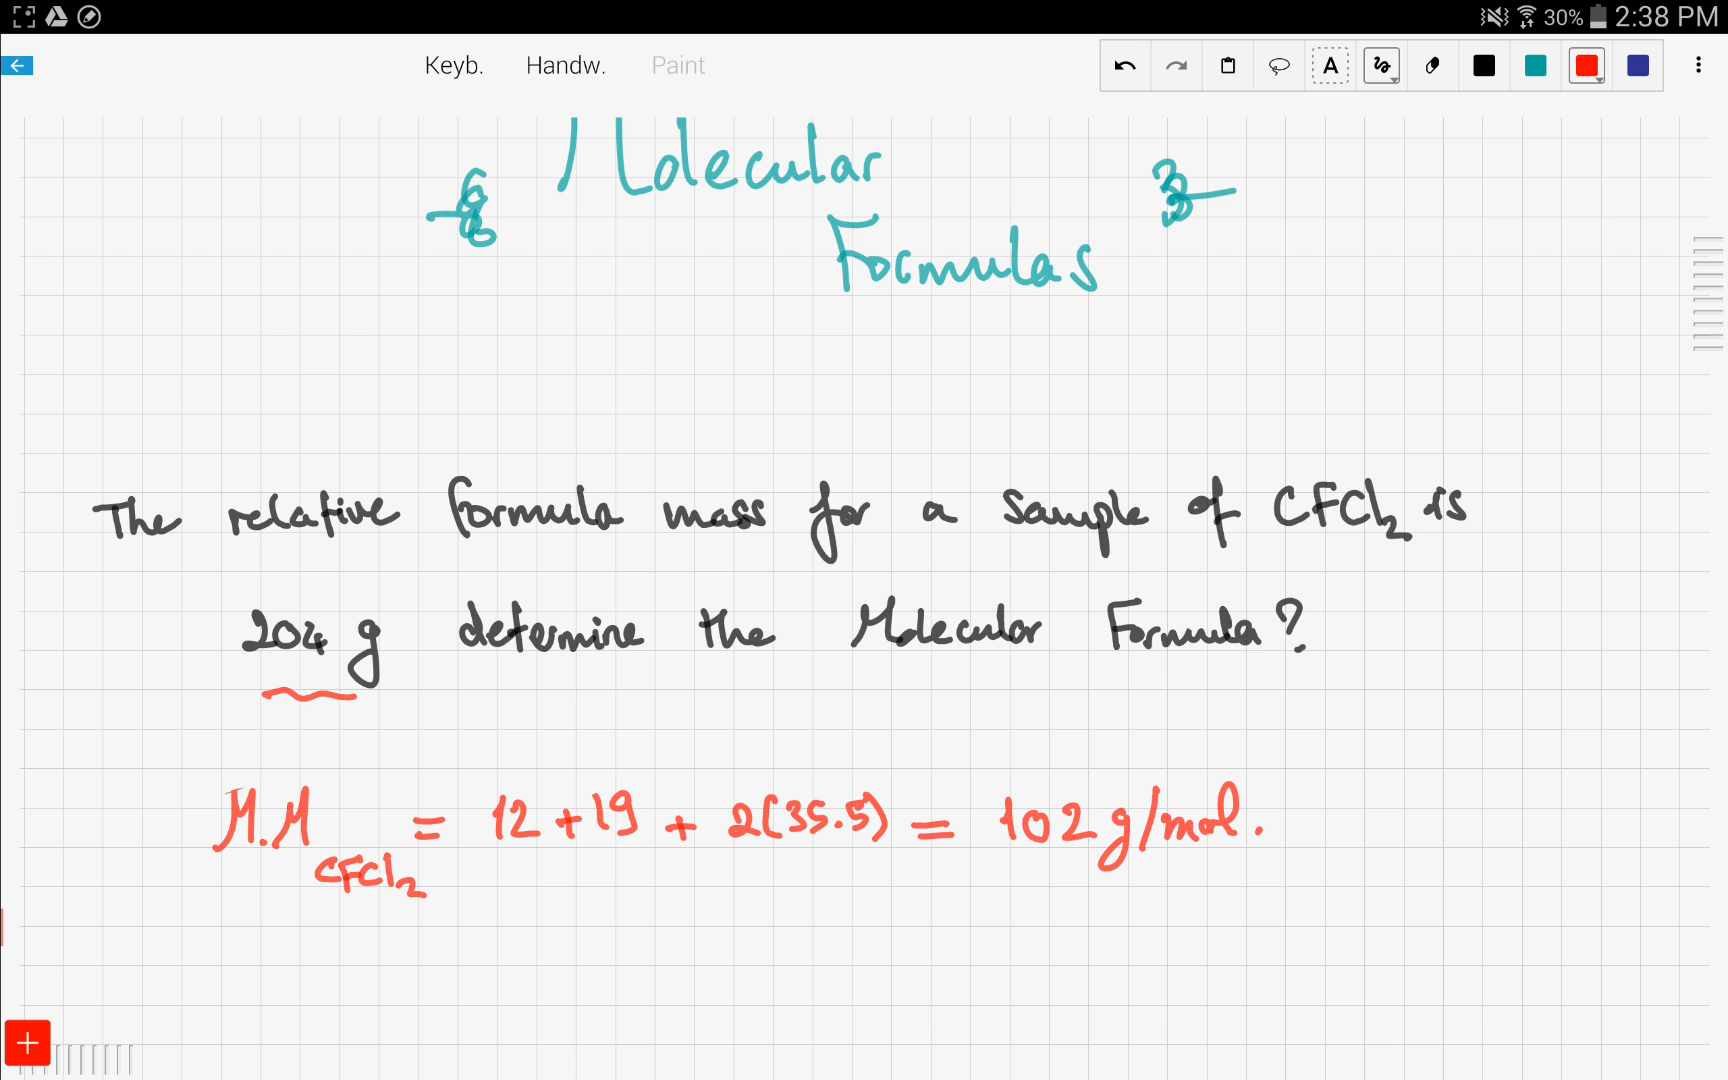 30% 2:38 PM
Keyb. Handw. Paint A
Molecular
Formulas
The relative formula mass for a sample of CFCl₂ is
204 g determine the Molecular Formula?
M.M CFCl₂ = 12 + 19 + 2(35.5) = 102 g/mol.